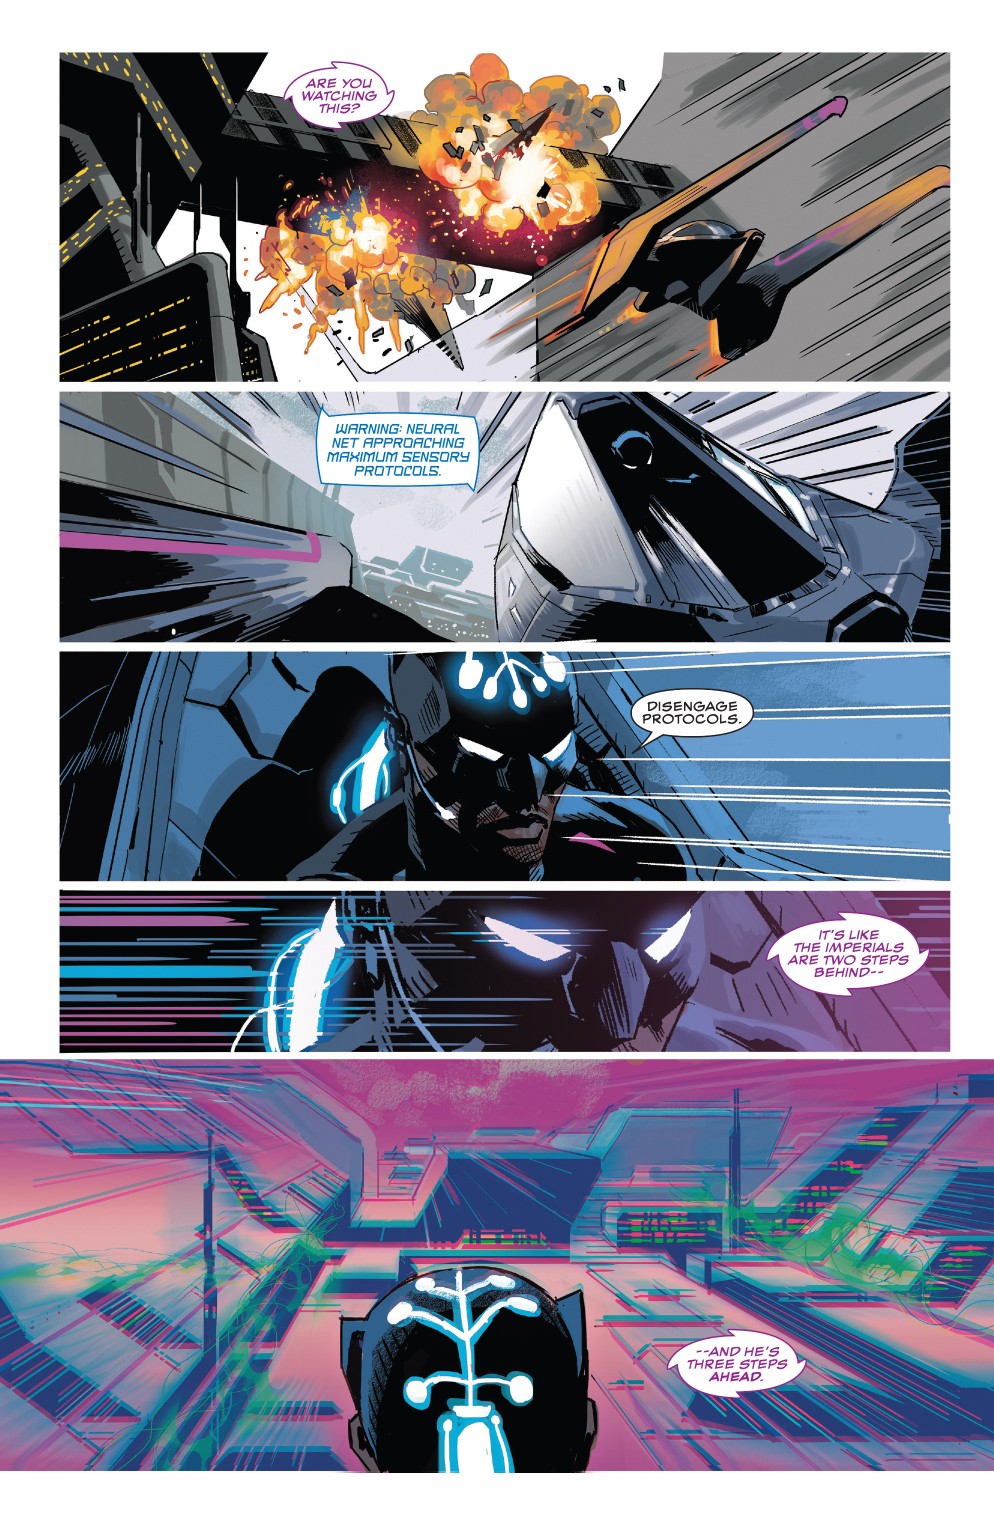 ARE YOU
WATCHING
THIS?
WARNING: NEURAL
NET APPROACHING
MAXIMUM SENSORY
PROTOCOLS.
DISENGAGE
PROTOCOLS.
IT'S LIKE
THE IMPERIALS
ARE TWO STEPS
BEHIND--
--AND HE'S
THREE STEPS
AHEAD.